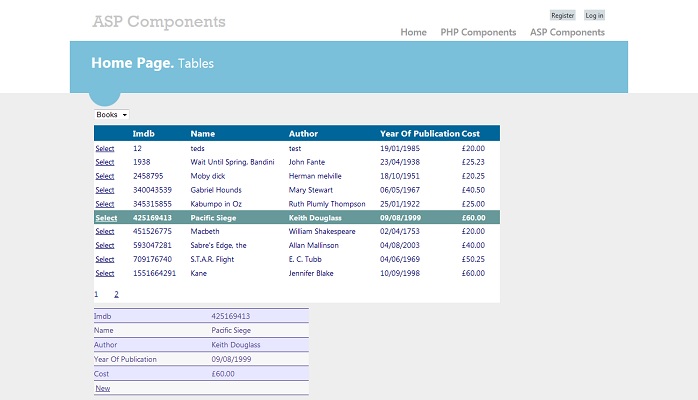 ASP Components
Register Log in
Home PHP Components ASP Components
Home Page. Tables
Books
Imdb Name Author Year Of Publication Cost
Select 12 teds test 19/01/1985 £20.00
Select 1938 Wait Until Spring, Bandini John Fante 23/04/1938 £25.23
Select 2458795 Moby dick Herman melville 18/10/1951 £20.25
Select 340043539 Gabriel Hounds Mary Stewart 06/05/1967 £40.50
Select 345315855 Kabumpo in Oz Ruth Plumly Thompson 25/01/1922 £25.00
Select 425169413 Pacific Siege Keith Douglass 09/08/1999 £60.00
Select 451526775 Macbeth William Shakespeare 02/04/1753 £20.00
Select 593047281 Sabre's Edge, the Allan Mallinson 04/08/2003 £40.00
Select 709176740 S.T.A.R. Flight E. C. Tubb 04/06/1969 £50.25
Select 1551664291 Kane Jennifer Blake 10/09/1998 £60.00
1 2
Imdb 425169413
Name Pacific Siege
Author Keith Douglass
Year Of Publication 09/08/1999
Cost £60.00
New